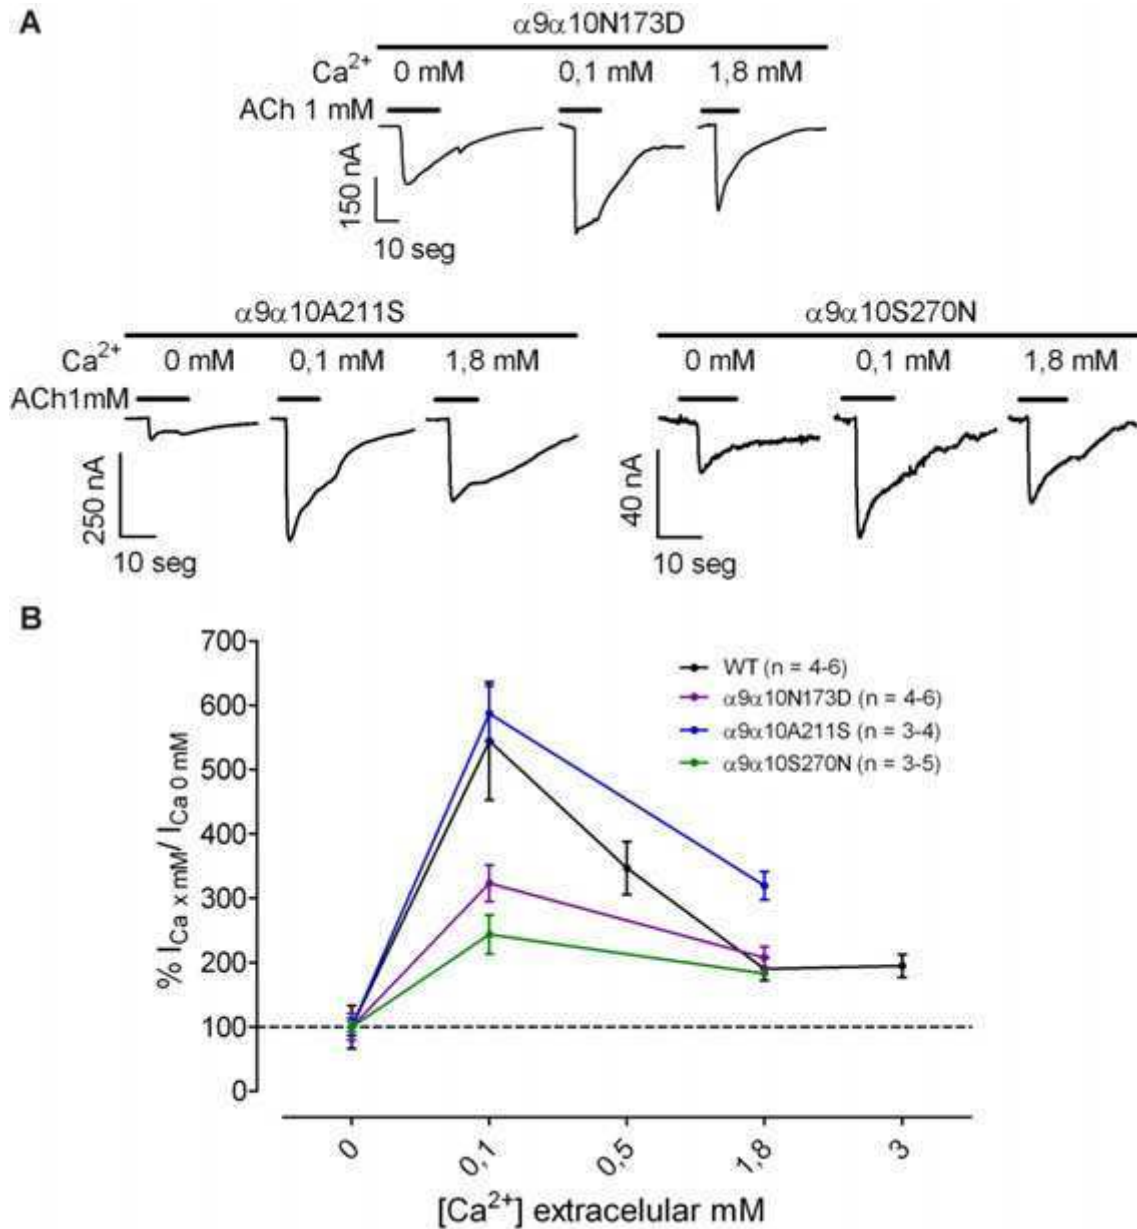 A
α9α10N173D
Ca2+ 0 mM 0,1 mM 1,8 mM
ACh 1 mM
150 nA
10 seg
α9α10A211S
Ca2+ 0 mM 0,1 mM 1,8 mM
ACh1mM
250 nA
10 seg
α9α10S270N
0 mM 0,1 mM 1,8 mM
40 nA
10 seg
B
% ICa x mM/ ICa 0 mM
700
600
500
400
300
200
100
0
WT (n = 4-6)
α9α10N173D (n = 4-6)
α9α10A211S (n = 3-4)
α9α10S270N (n = 3-5)
0 0,1 0,5 1,8 3
[Ca2+] extracelular mM